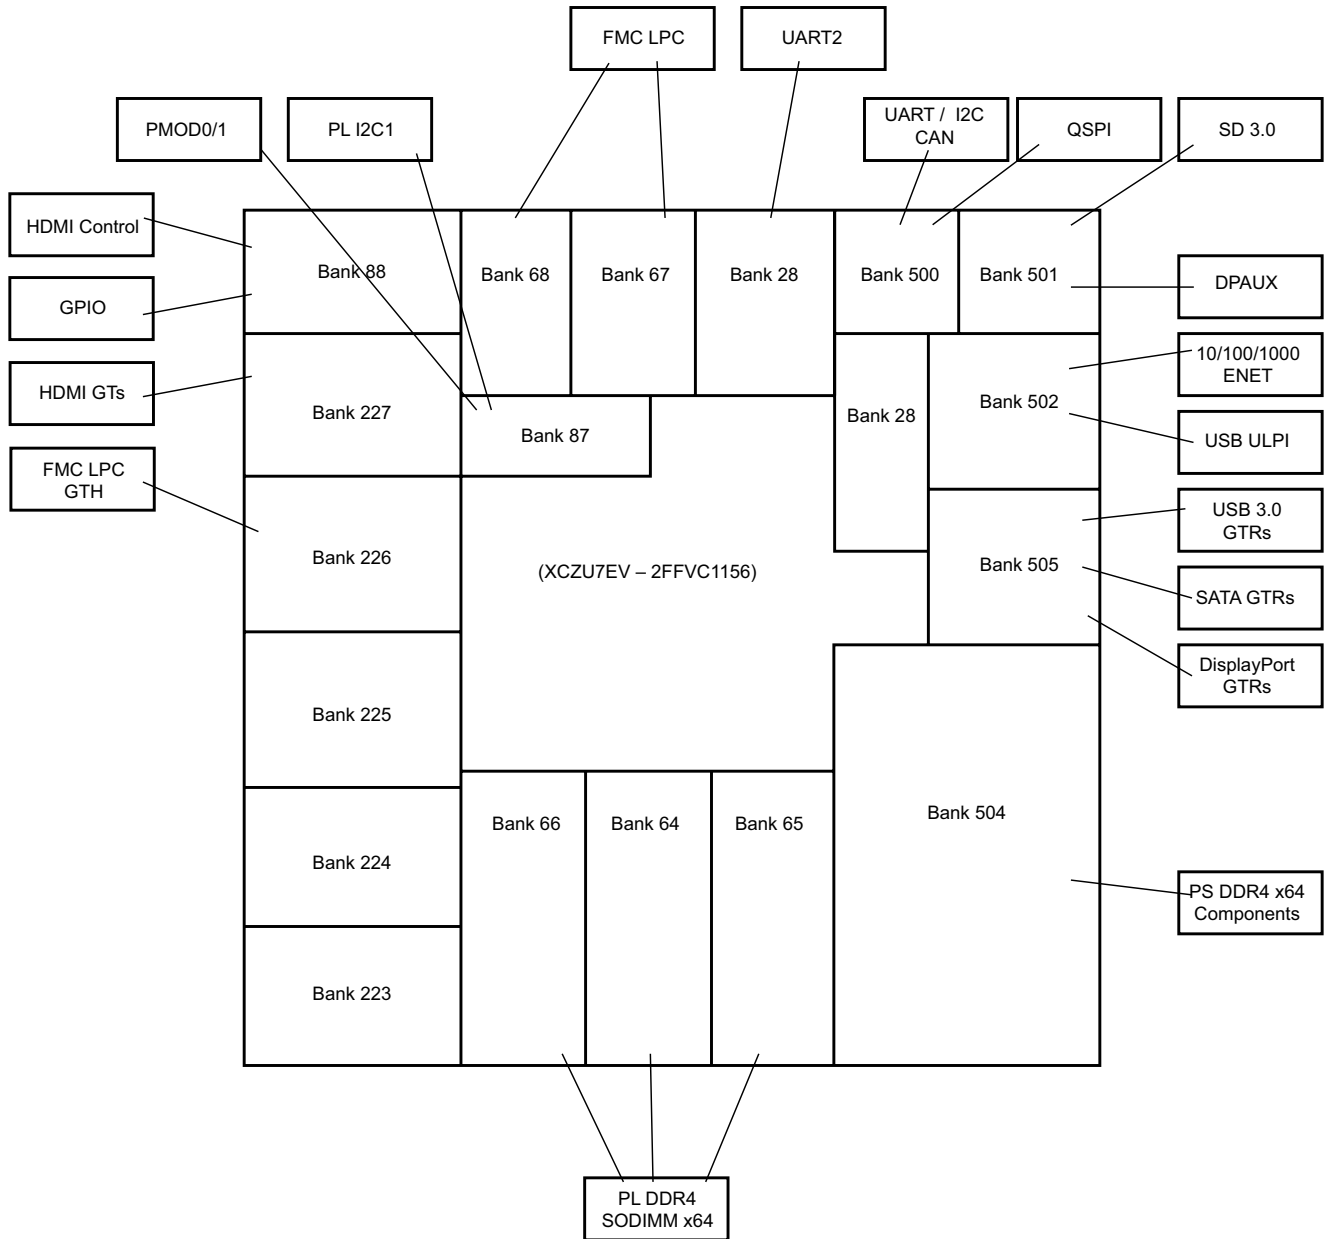 FMC LPC
UART2
PMOD0/1
PL I2C1
UART / I2C
CAN
QSPI
SD 3.0
HDMI Control
GPIO
HDMI GTs
FMC LPC
GTH
Bank 88
Bank 68
Bank 67
Bank 28
Bank 500
Bank 501
DPAUX
10/100/1000
ENET
USB ULPI
USB 3.0
GTRs
SATA GTRs
DisplayPort
GTRs
Bank 227
Bank 87
Bank 28
Bank 502
Bank 226
(XCZU7EV – 2FFVC1156)
Bank 505
Bank 225
Bank 66
Bank 64
Bank 65
Bank 504
Bank 224
PS DDR4 x64
Components
Bank 223
PL DDR4
SODIMM x64